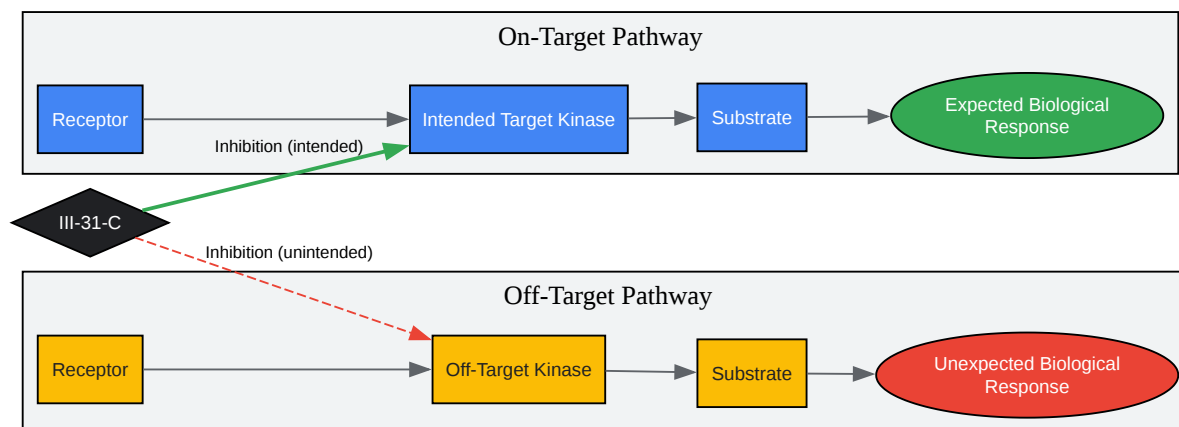 On-Target Pathway
Receptor
Intended Target Kinase
Substrate
Expected Biological
Response
Inhibition (intended)
III-31-C
Inhibition (unintended)
Off-Target Pathway
Receptor
Off-Target Kinase
Substrate
Unexpected Biological
Response